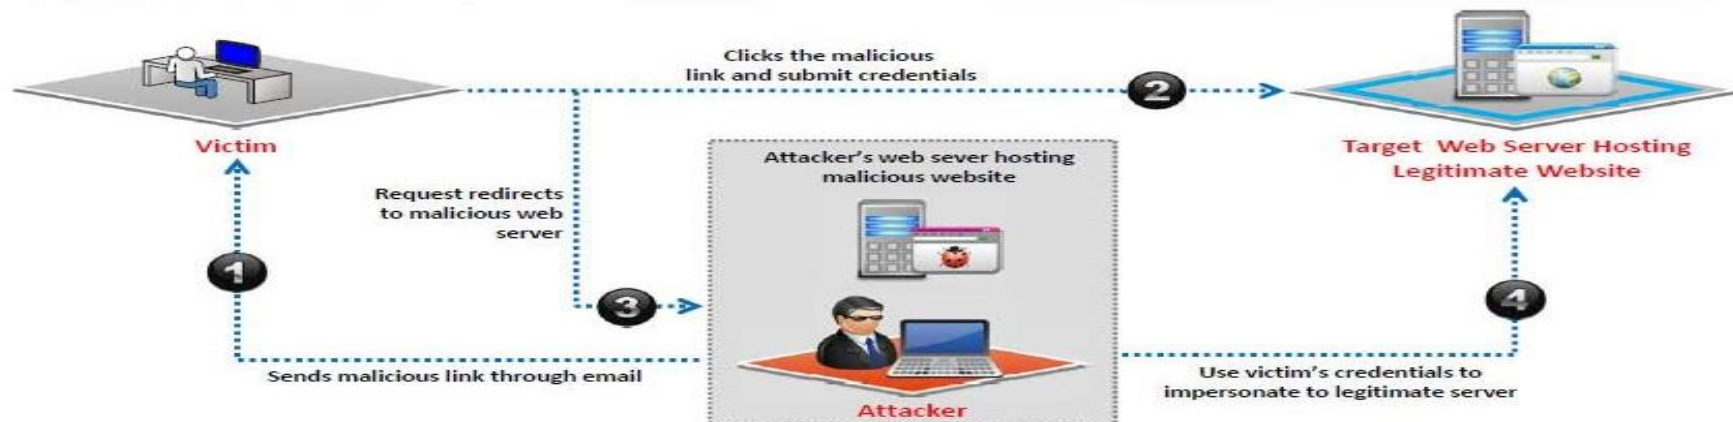 Clicks the malicious
link and submit credentials
2
Victim
Target Web Server Hosting
Legitimate Website
Attacker's web sever hosting
malicious website
Request redirects
to malicious web
server
1
3
4
Sends malicious link through email
Use victim's credentials to
impersonate to legitimate server
Attacker